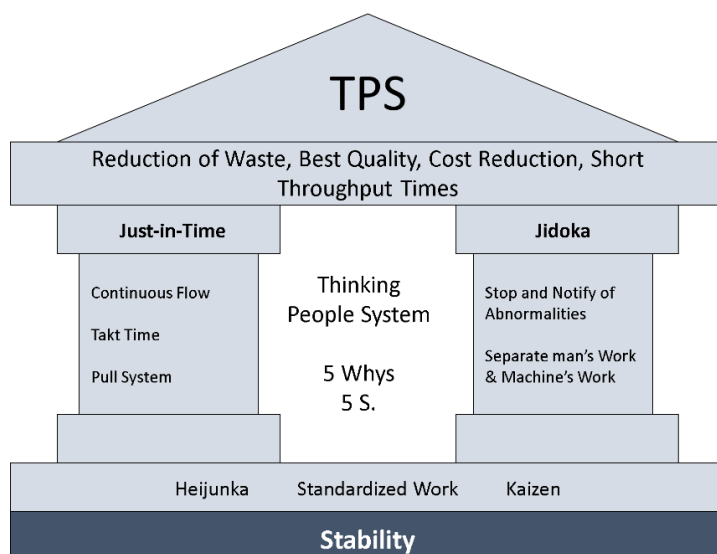 TPS
Reduction of Waste, Best Quality, Cost Reduction, Short
Throughput Times
Just-in-Time
Continuous Flow
Takt Time
Pull System
Thinking
People System
5 Whys
5 S.
Jidoka
Stop and Notify of
Abnormalities
Separate man's Work
& Machine's Work
Heijunka Standardized Work Kaizen
Stability